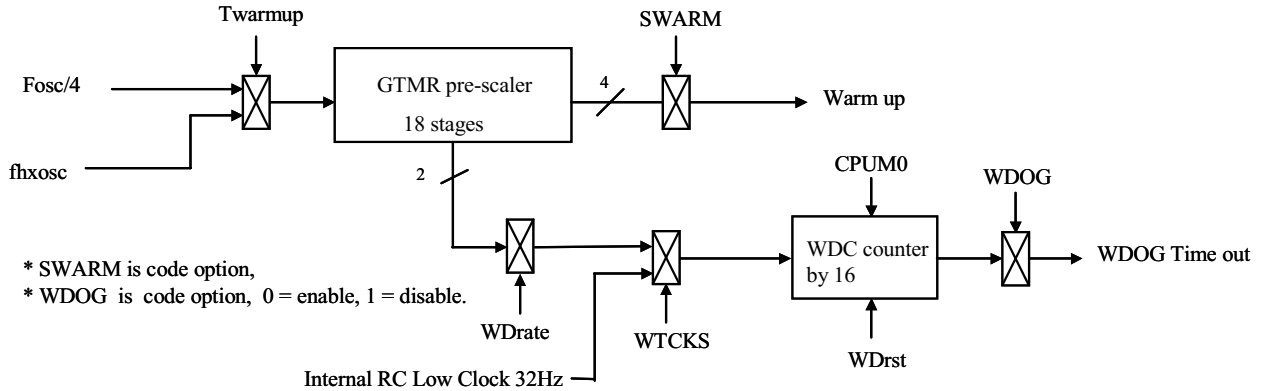 Twarmup
SWARM
Fosc/4
GTMR pre-scaler
4
Warm up
18 stages
fhxosc
2
CPUM0
WDOG
WDC counter
by 16
WDOG Time out
* SWARM is code option,
* WDOG is code option, 0 = enable, 1 = disable.
WDrate
WTCKS
WDrst
Internal RC Low Clock 32Hz